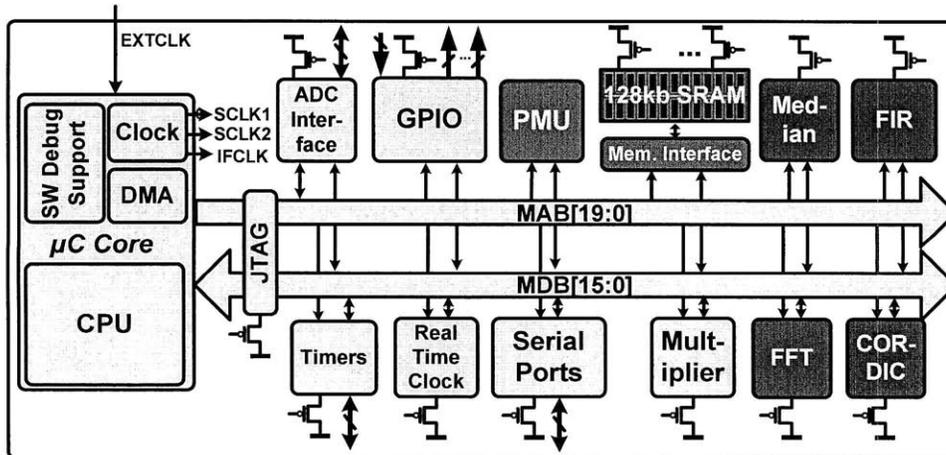 EXTCLK
SW Debug
Support
Clock
DMA
μC Core
CPU
SCLK1
SCLK2
IFCLK
JTAG
ADC
Inter-
face
GPIO
PMU
...
128kb SRAM
Mem. Interface
Med-
ian
FIR
MAB[19:0]
MDB[15:0]
Timers
Real
Time
Clock
Serial
Ports
Mult-
iplier
FFT
COR-
DIC